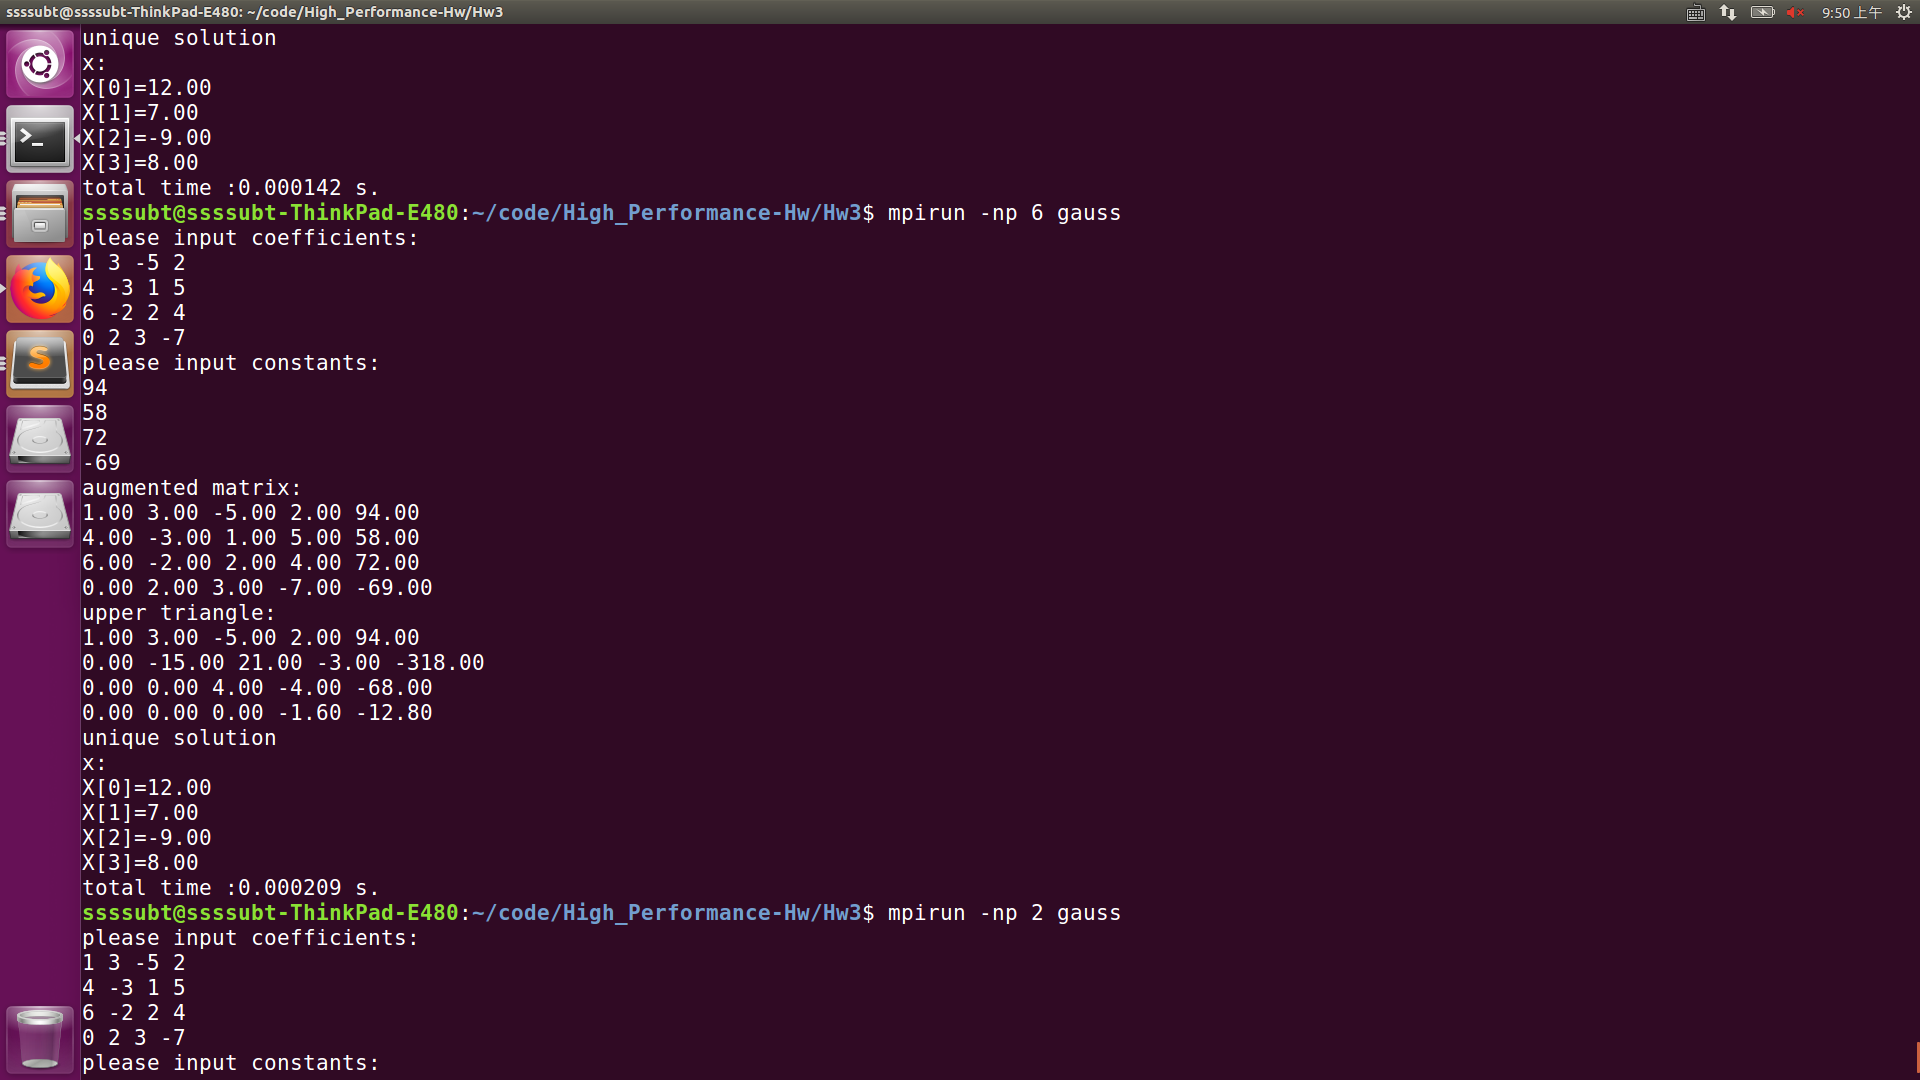 ssssubt@ssssubt-ThinkPad-E480: ~/code/High_Performance-Hw/Hw3
9:50 上午
unique solution
x:
X[0]=12.00
X[1]=7.00
X[2]=-9.00
X[3]=8.00
total time :0.000142 s.
ssssubt@ssssubt-ThinkPad-E480:~/code/High_Performance-Hw/Hw3$ mpirun -np 6 gauss
please input coefficients:
1 3 -5 2
4 -3 1 5
6 -2 2 4
0 2 3 -7
please input constants:
94
58
72
-69
augmented matrix:
1.00 3.00 -5.00 2.00 94.00
4.00 -3.00 1.00 5.00 58.00
6.00 -2.00 2.00 4.00 72.00
0.00 2.00 3.00 -7.00 -69.00
upper triangle:
1.00 3.00 -5.00 2.00 94.00
0.00 -15.00 21.00 -3.00 -318.00
0.00 0.00 4.00 -4.00 -68.00
0.00 0.00 0.00 -1.60 -12.80
unique solution
x:
X[0]=12.00
X[1]=7.00
X[2]=-9.00
X[3]=8.00
total time :0.000209 s.
ssssubt@ssssubt-ThinkPad-E480:~/code/High_Performance-Hw/Hw3$ mpirun -np 2 gauss
please input coefficients:
1 3 -5 2
4 -3 1 5
6 -2 2 4
0 2 3 -7
please input constants: